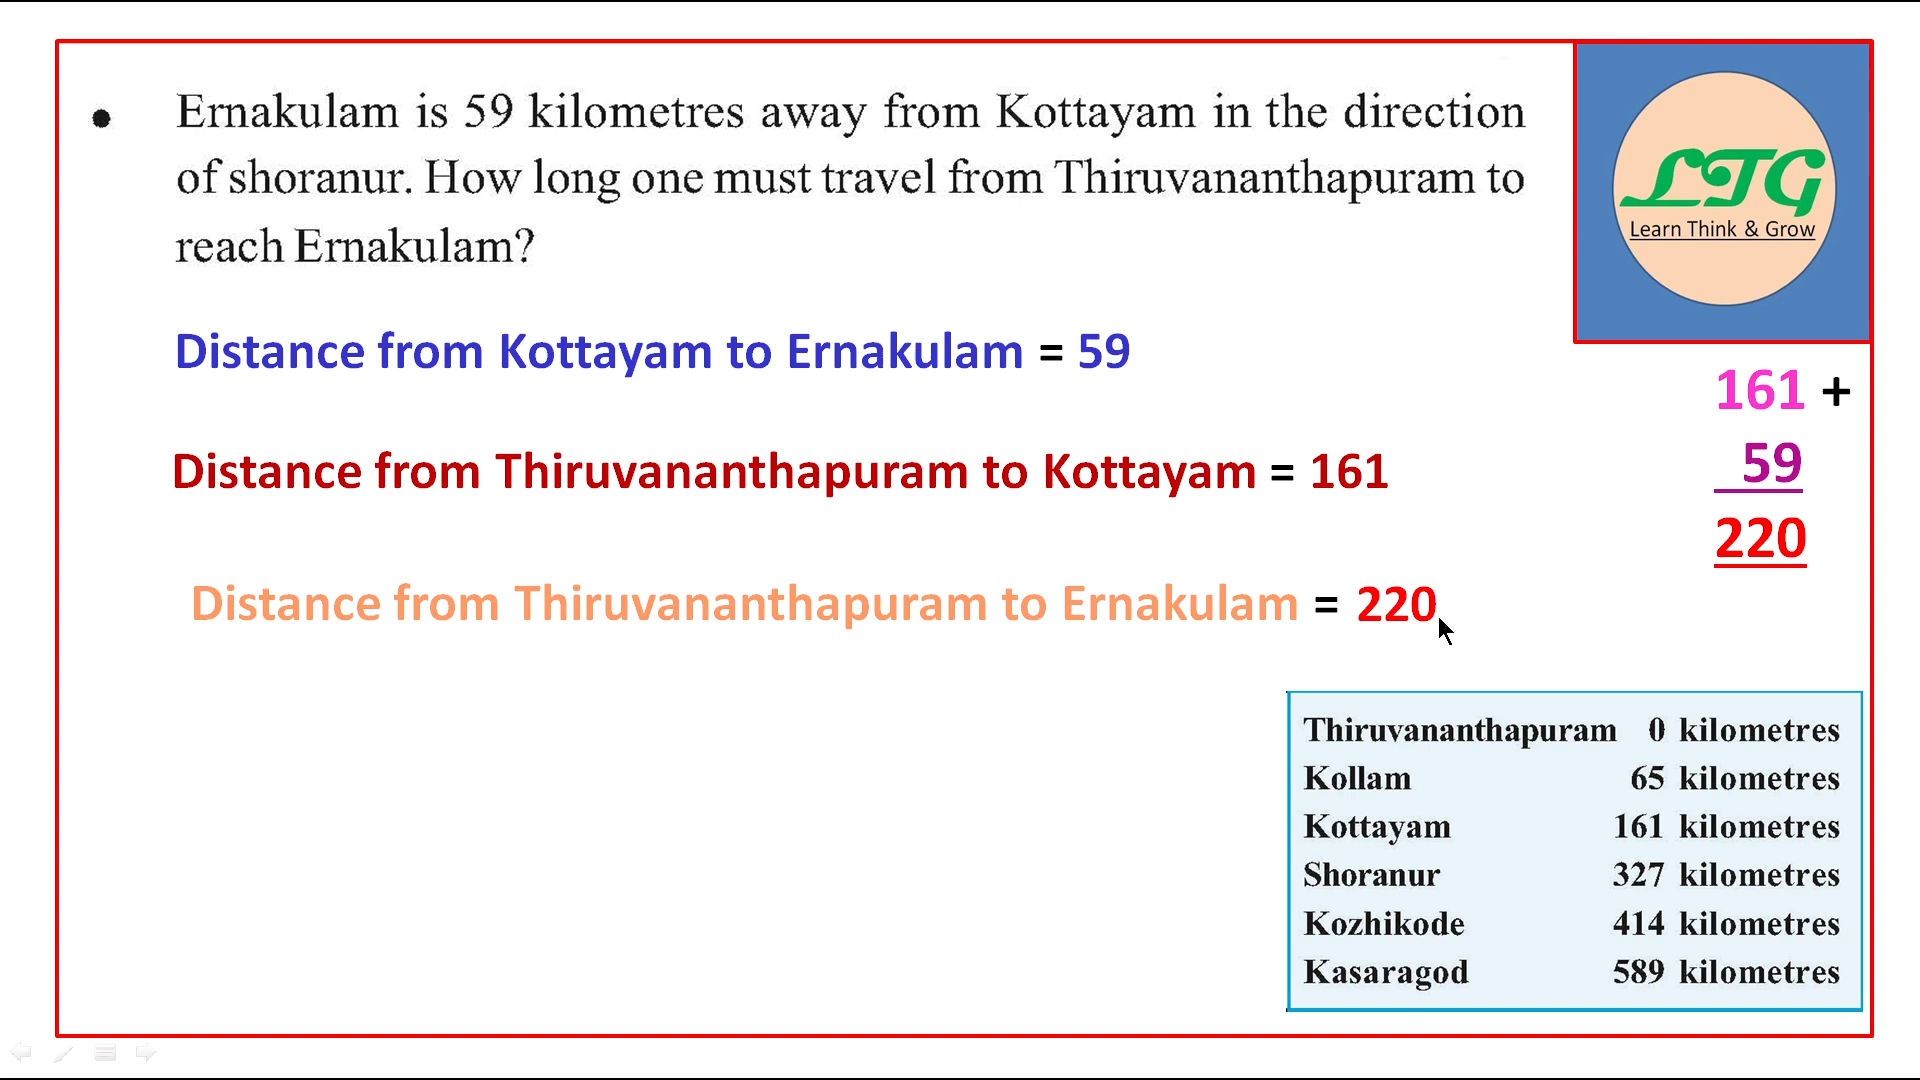 • Ernakulam is 59 kilometres away from Kottayam in the direction
of shoranur. How long one must travel from Thiruvananthapuram to
reach Ernakulam?
LTG
Learn Think & Grow
Distance from Kottayam to Ernakulam = 59
Distance from Thiruvananthapuram to Kottayam = 161
Distance from Thiruvananthapuram to Ernakulam = 220
161 +
59
220
Thiruvananthapuram 0 kilometres
Kollam 65 kilometres
Kottayam 161 kilometres
Shoranur 327 kilometres
Kozhikode 414 kilometres
Kasaragod 589 kilometres